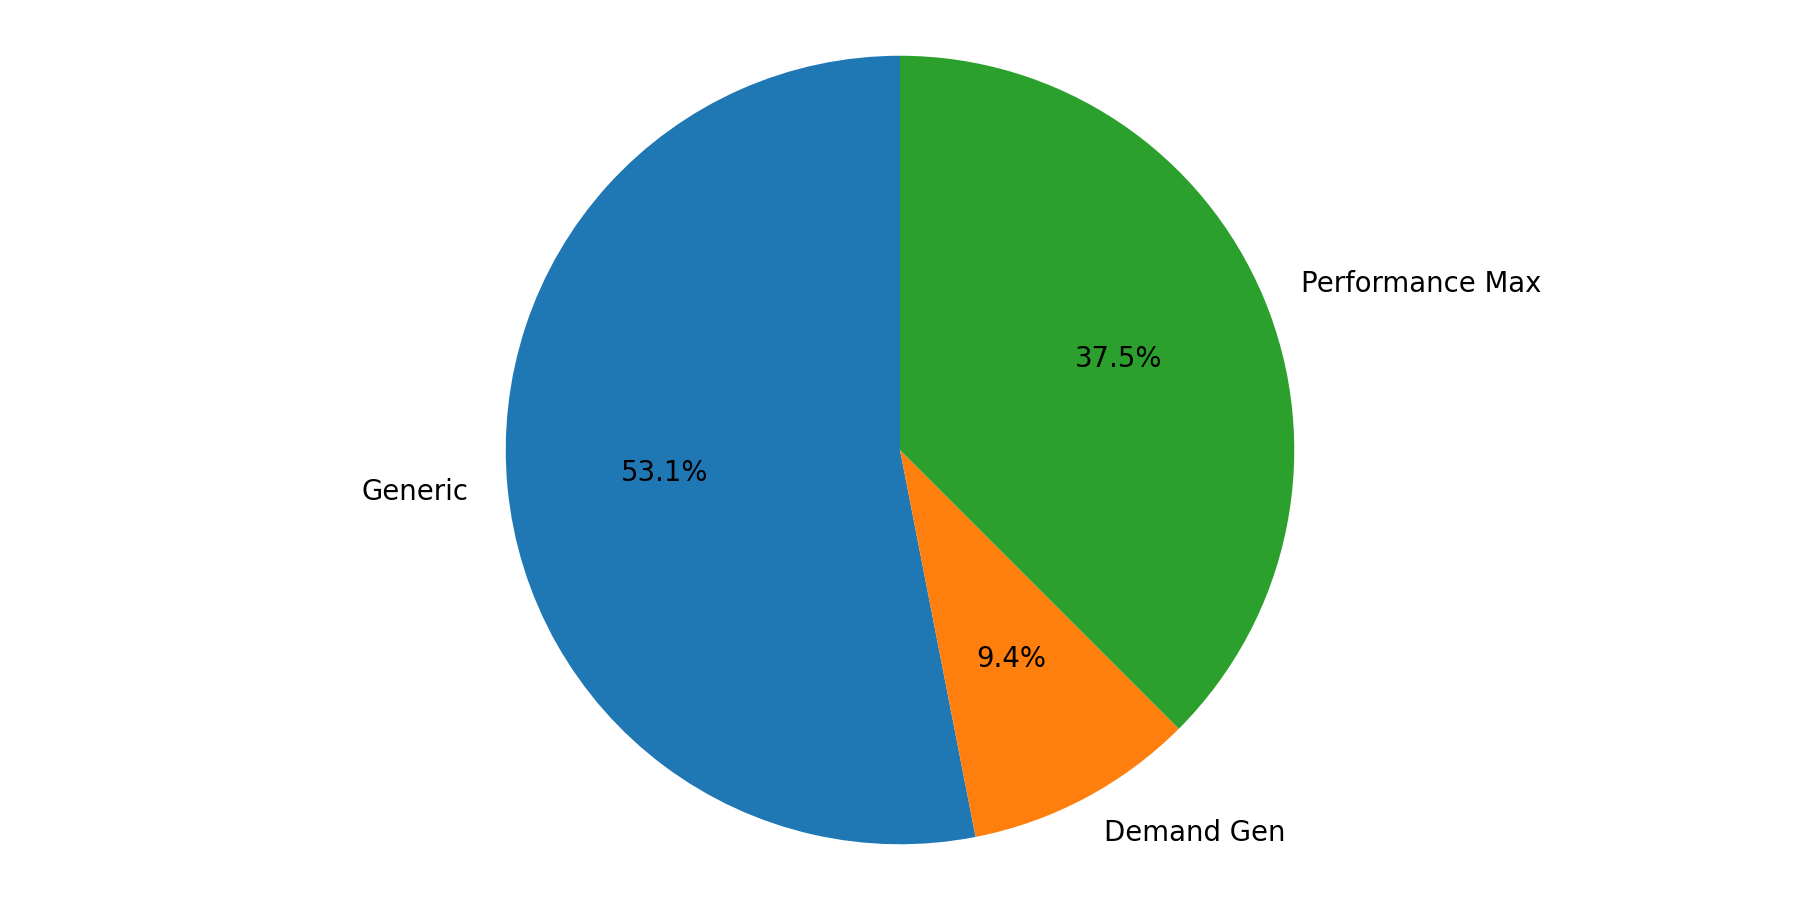 Performance Max
37.5%
53.1%
Generic
9.4%
Demand Gen